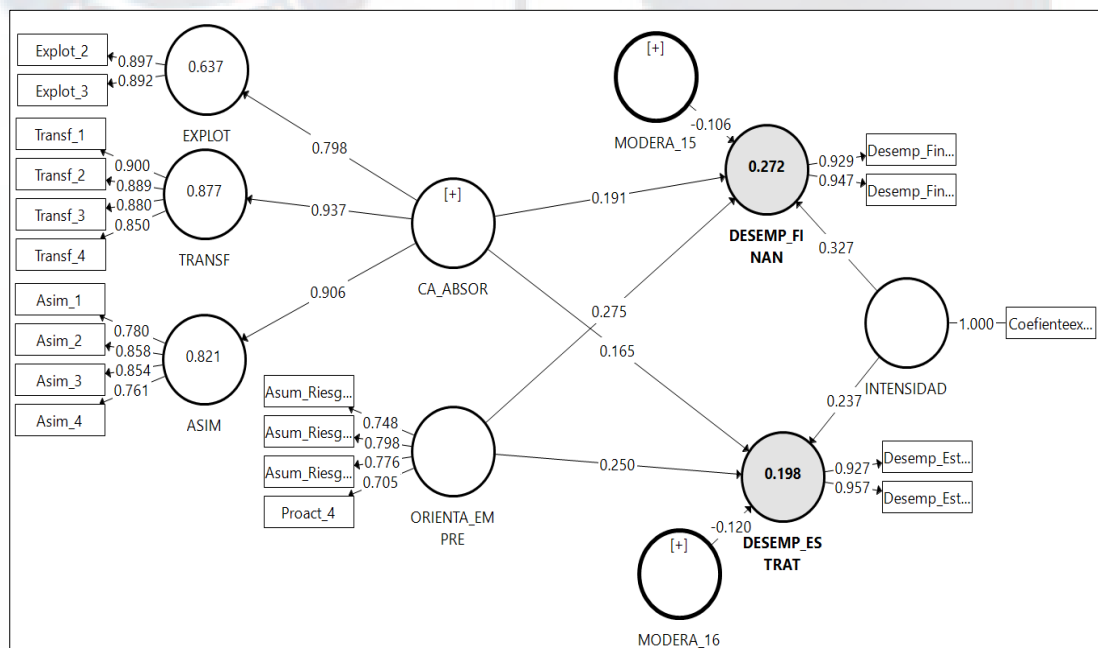 Explot_2
Explot_3
0.897
0.892
0.637
EXPLOT
Transf_1
Transf_2
Transf_3
Transf_4
0.900
0.889
0.880
0.850
0.877
TRANSF
Asim_1
Asim_2
Asim_3
Asim_4
0.780
0.858
0.854
0.761
0.821
ASIM
0.798
0.937
0.906
[+]
CA_ABSOR
Asum_Riesg...
Asum_Riesg...
Asum_Riesg...
Proact_4
0.748
0.798
0.776
0.705
ORIENTA_EM
PRE
0.191
0.275
0.165
0.250
[+]
MODERA_15
-0.106
0.272
DESEMP_FI
NAN
0.929
0.947
Desemp_Fin...
Desemp_Fin...
0.327
1.000
Coefienteex...
INTENSIDAD
0.237
0.198
DESEMP_ES
TRAT
0.927
0.957
Desemp_Est...
Desemp_Est...
-0.120
[+]
MODERA_16